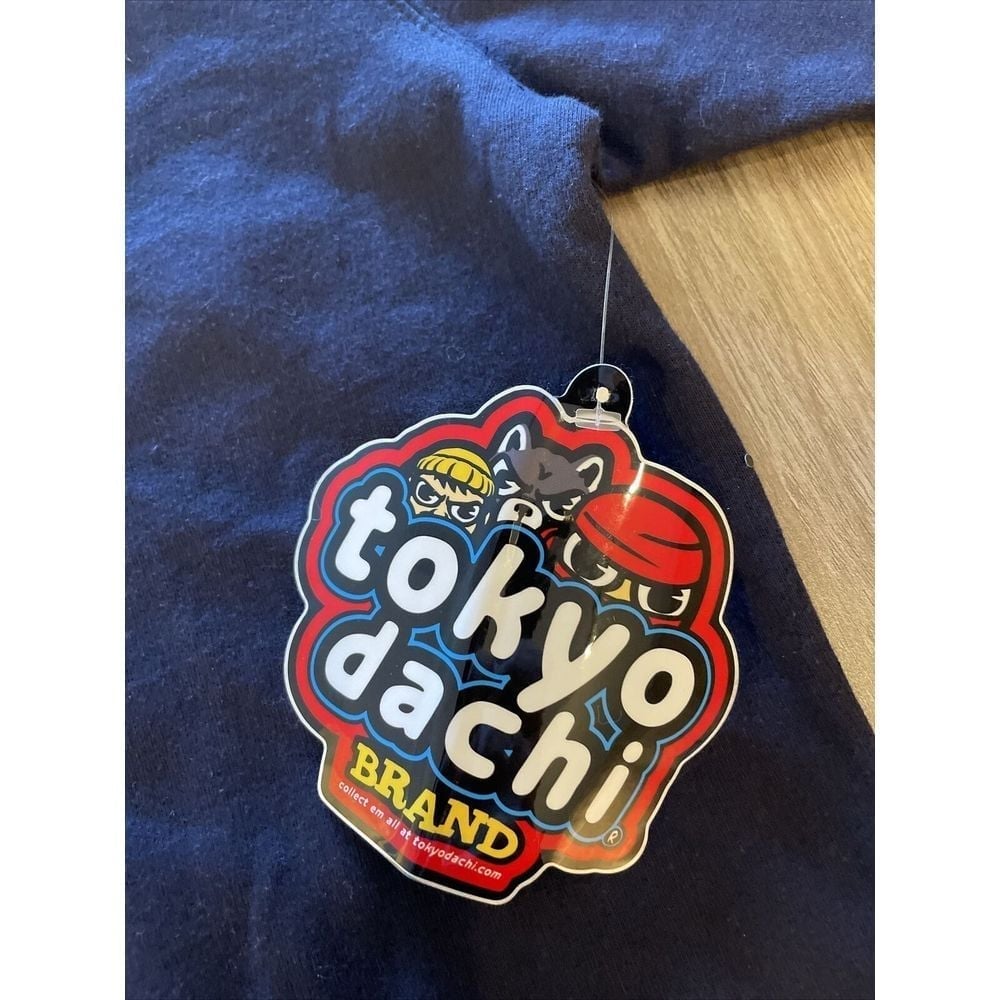 tokyo
dachi
®
BRAND
collect em all at tokyodachi.com